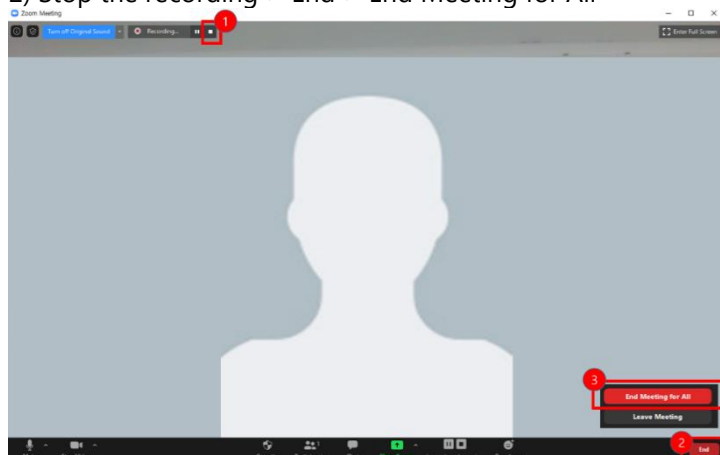 2) Stop the recording > End > End Meeting for All
Zoom Meeting
1
Turn off Original Sound
Recording...
Enter Full Screen
3
End Meeting for All
Leave Meeting
1
2
End